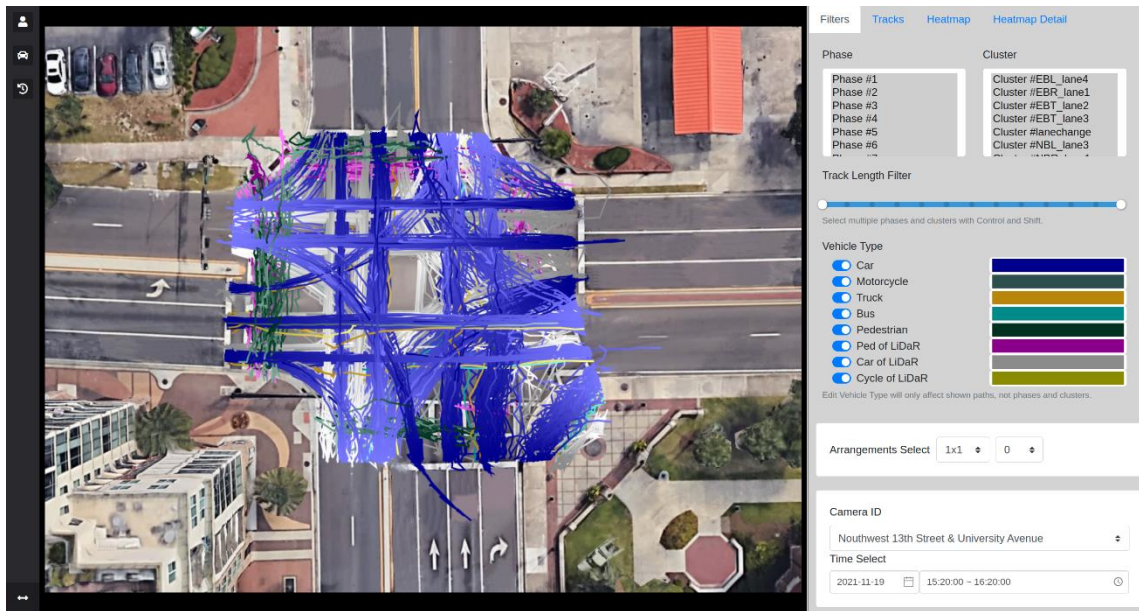 Filters Tracks Heatmap Heatmap Detail
Phase Cluster
Phase #1
Phase #2
Phase #3
Phase #4
Phase #5
Phase #6
Cluster #EBL_lane4
Cluster #EBR_lane1
Cluster #EBT_lane2
Cluster #EBT_lane3
Cluster #lanechange
Cluster #NBL_lane3
Track Length Filter
Select multiple phases and clusters with Control and Shift.
Vehicle Type
Car
Motorcycle
Truck
Bus
Pedestrian
Ped of LiDaR
Car of LiDaR
Cycle of LiDaR
Edit Vehicle Type will only affect shown paths, not phases and clusters.
Arrangements Select 1x1 0
Camera ID
Nouthwest 13th Street & University Avenue
Time Select
2021-11-19 15:20:00 ~ 16:20:00